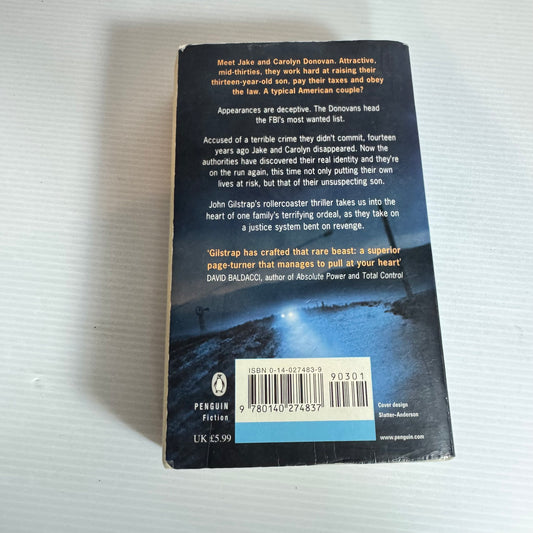 Meet Jake and Carolyn Donovan. Attractive,
mid-thirties, they work hard at raising their
thirteen-year-old son, pay their taxes and obey
the law. A typical American couple?
Appearances are deceptive. The Donovans head
the FBI's most wanted list.
Accused of a terrible crime they didn't commit, fourteen
years ago Jake and Carolyn disappeared. Now the
authorities have discovered their real identity and they're
on the run again, this time not only putting their own
lives at risk, but that of their unsuspecting son.
John Gilstrap's rollercoaster thriller takes us into the
heart of one family's terrifying ordeal, as they take on
a justice system bent on revenge.
'Gilstrap has crafted that rare beast: a superior
page-turner that manages to pull at your heart'
DAVID BALDACCI, author of Absolute Power and Total Control
ISBN 0-14-027483-9
90301
9 780140 274837
PENGUIN
Fiction
UK £5.99
Cover design
Slatter-Anderson
www.penguin.com